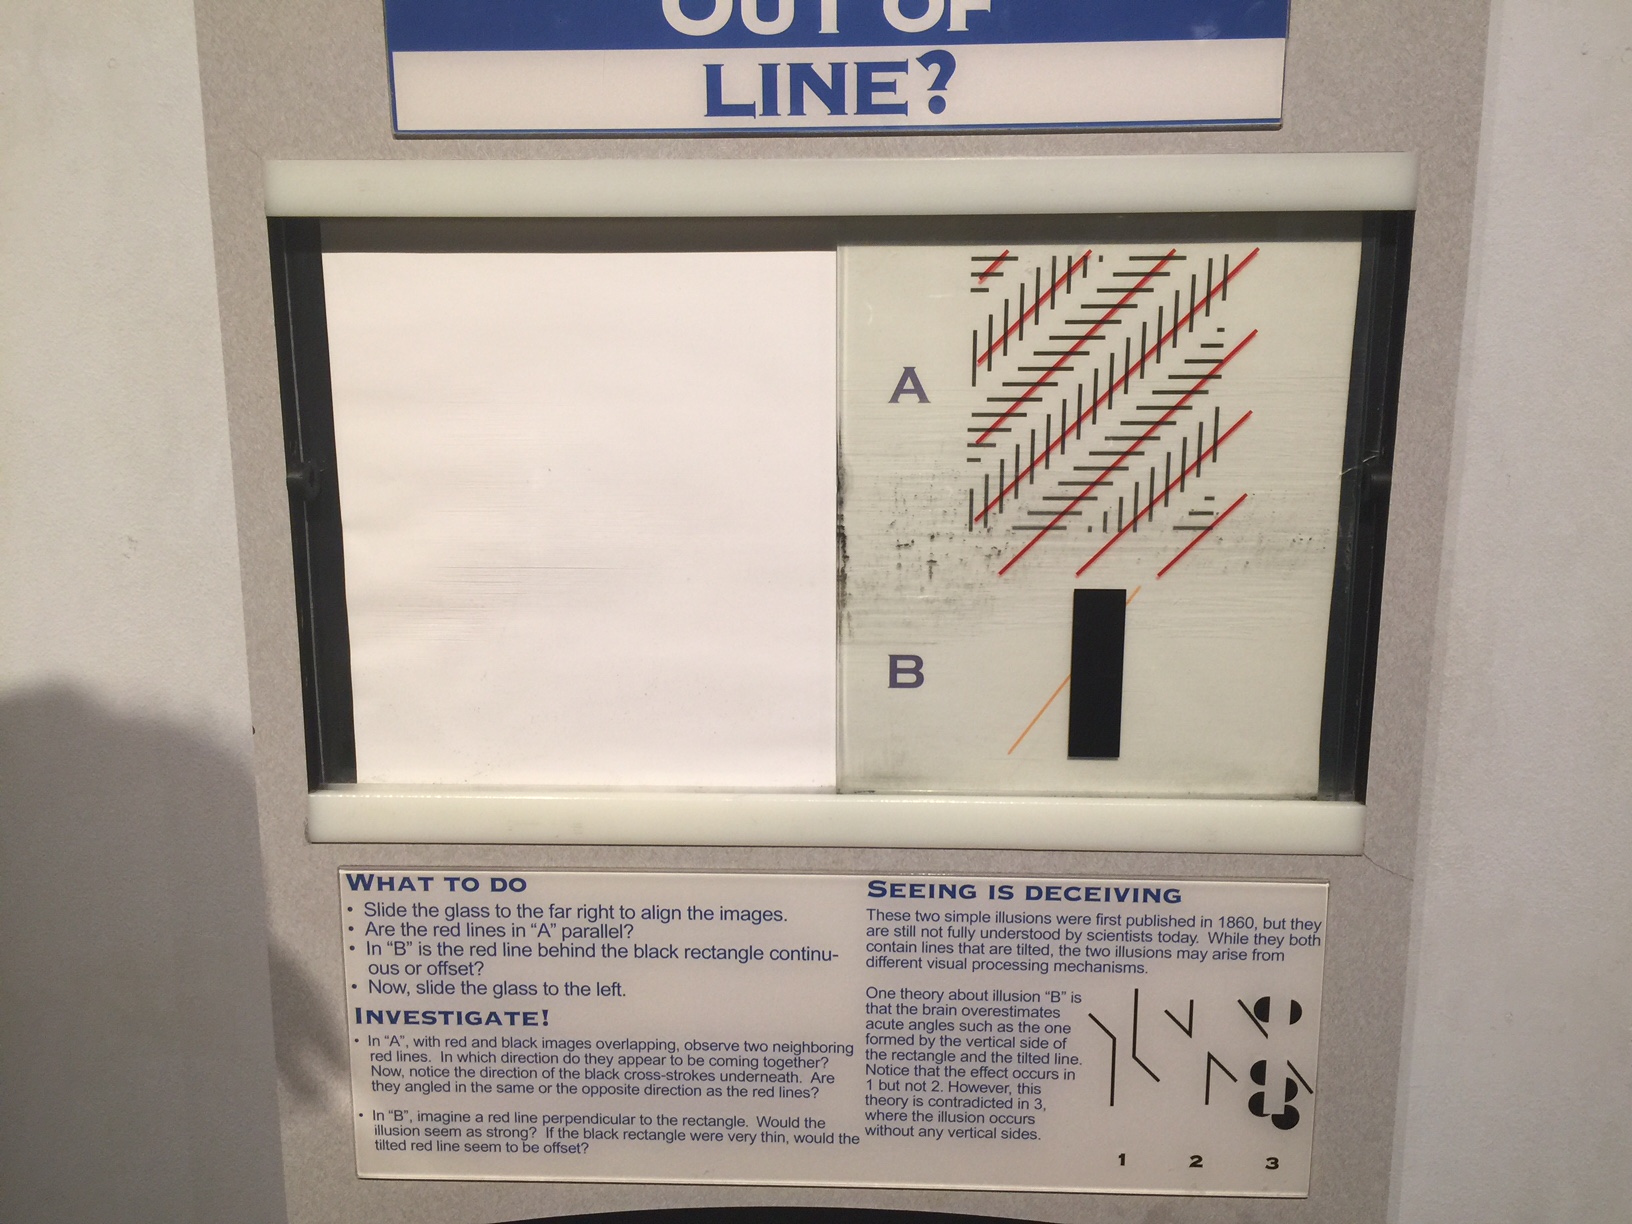 OUT OF
LINE?
A
B
WHAT TO DO
• Slide the glass to the far right to align the images.
• Are the red lines in “A” parallel?
• In “B” is the red line behind the black rectangle continu-
ous or offset?
• Now, slide the glass to the left.
INVESTIGATE!
• In “A”, with red and black images overlapping, observe two neighboring
red lines. In which direction do they appear to be coming together?
Now, notice the direction of the black cross-strokes underneath. Are
they angled in the same or the opposite direction as the red lines?
• In “B”, imagine a red line perpendicular to the rectangle. Would the
illusion seem as strong? If the black rectangle were very thin, would the
tilted red line seem to be offset?
SEEING IS DECEIVING
These two simple illusions were first published in 1860, but they
are still not fully understood by scientists today. While they both
contain lines that are tilted, the two illusions may arise from
different visual processing mechanisms.
One theory about illusion “B” is
that the brain overestimates
acute angles such as the one
formed by the vertical side of
the rectangle and the tilted line.
Notice that the effect occurs in
1 but not 2. However, this
theory is contradicted in 3,
where the illusion occurs
without any vertical sides.
1 2 3